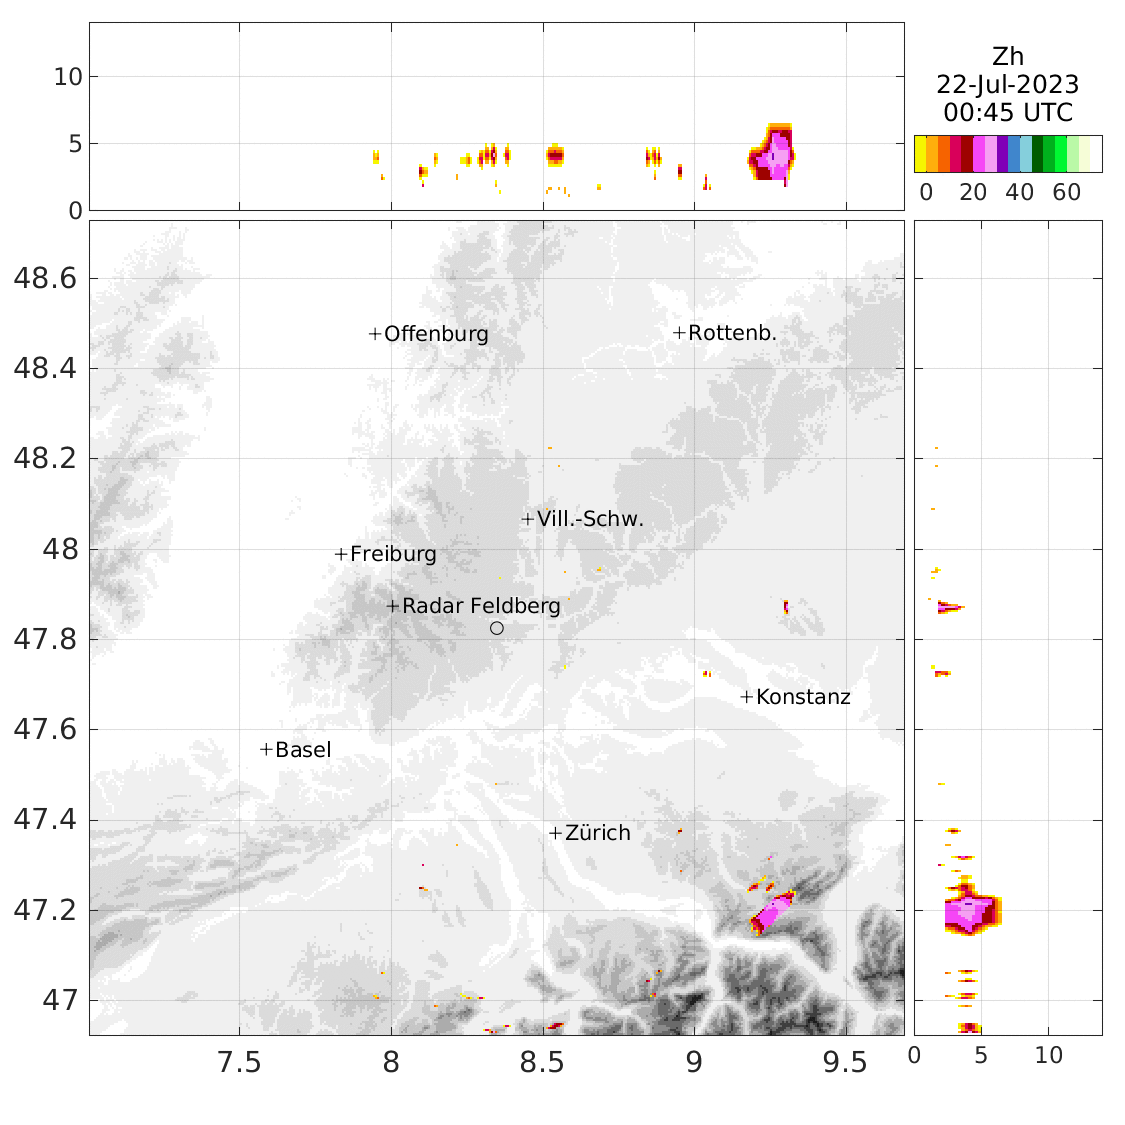 10
5
0
Zh
22-Jul-2023
00:45 UTC
0 20 40 60
48.6
48.4
48.2
48
47.8
47.6
47.4
47.2
47
Offenburg
Rottenb.
Vill.-Schw.
Freiburg
Radar Feldberg
Konstanz
Basel
Zürich
7.5 8 8.5 9 9.5
0 5 10